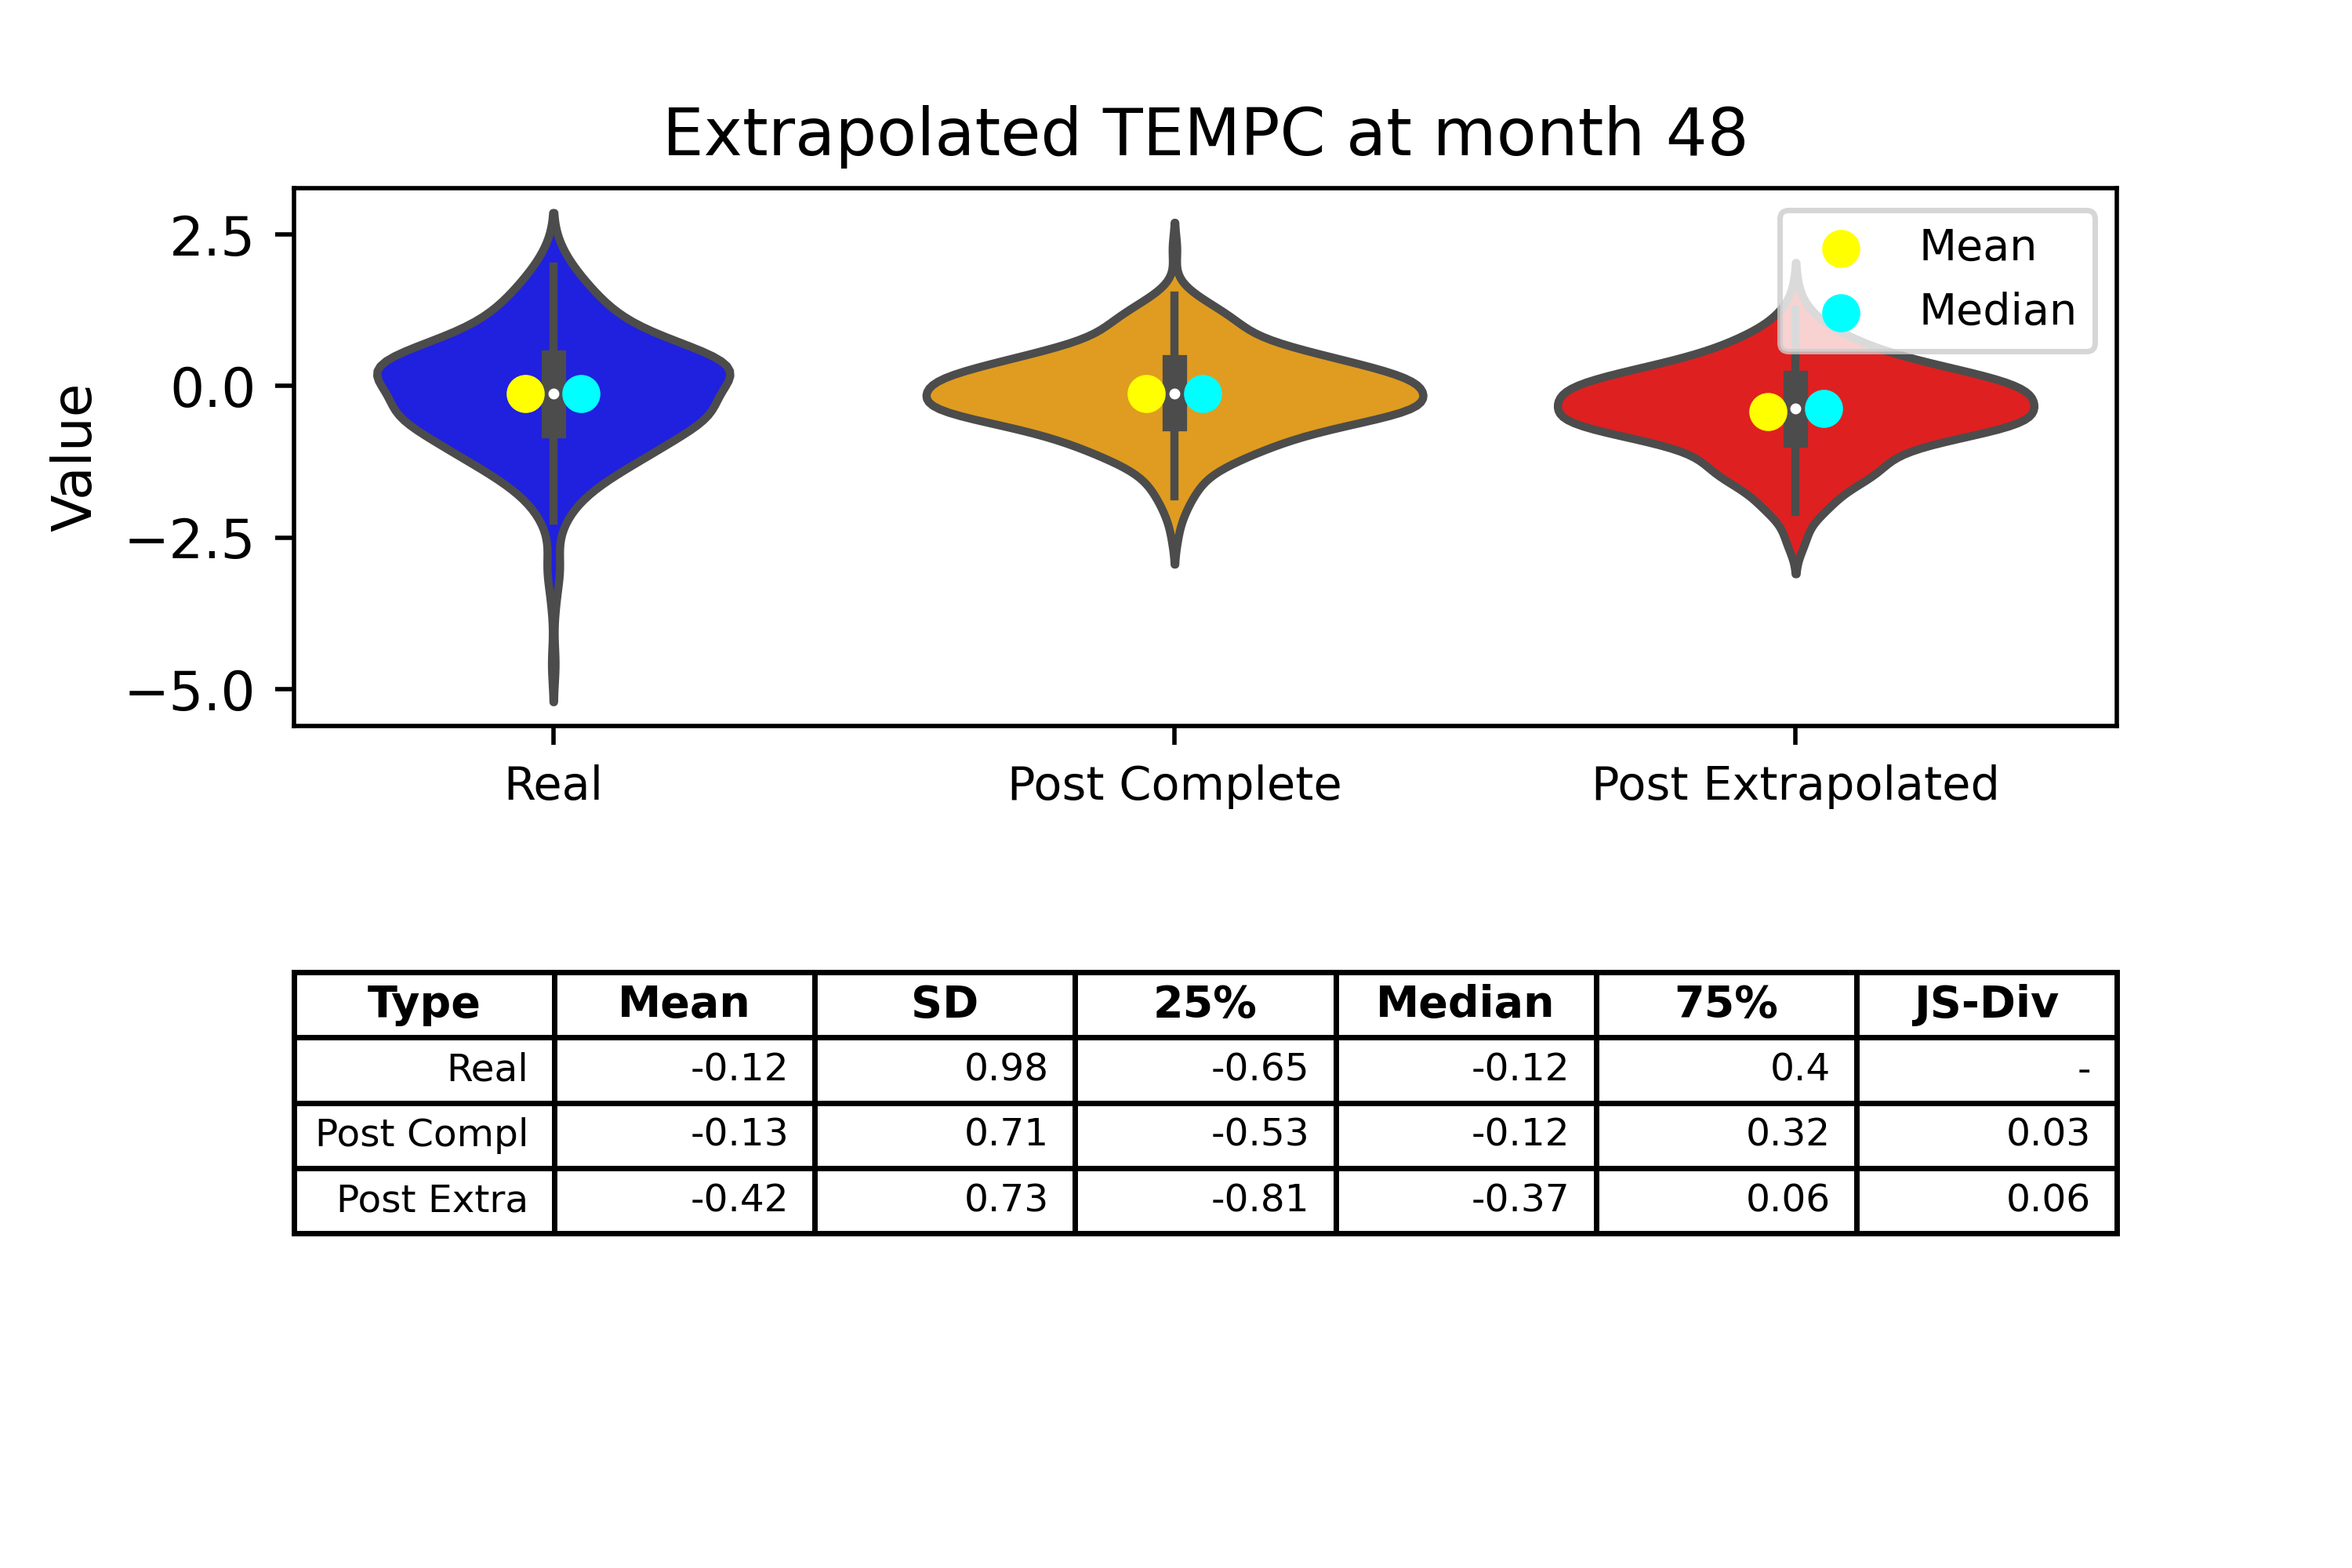 Extrapolated TEMPC at month 48
Mean
Median
2.5
0.0
−2.5
−5.0
Value
Real Post Complete Post Extrapolated
Type Mean SD 25% Median 75% JS-Div
Real -0.12 0.98 -0.65 -0.12 0.4 -
Post Compl -0.13 0.71 -0.53 -0.12 0.32 0.03
Post Extra -0.42 0.73 -0.81 -0.37 0.06 0.06